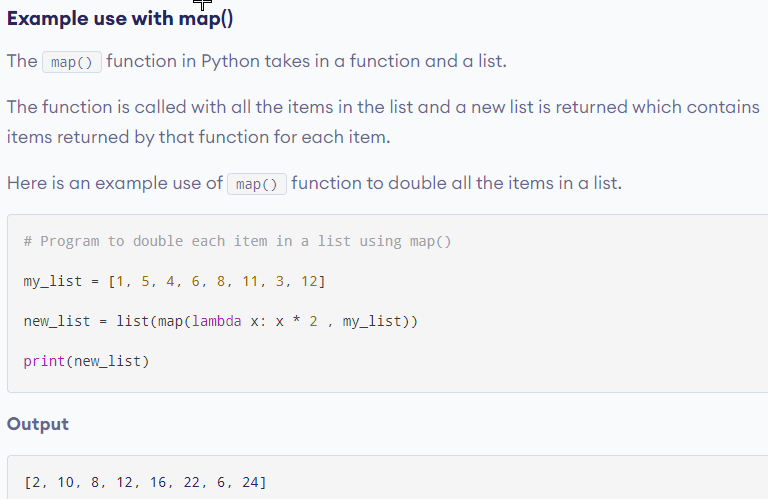 Example use with map()
The map() function in Python takes in a function and a list.
The function is called with all the items in the list and a new list is returned which contains
items returned by that function for each item.
Here is an example use of map() function to double all the items in a list.
# Program to double each item in a list using map()
my_list = [1, 5, 4, 6, 8, 11, 3, 12]
new_list = list(map(lambda x: x * 2 , my_list))
print(new_list)
Output
[2, 10, 8, 12, 16, 22, 6, 24]